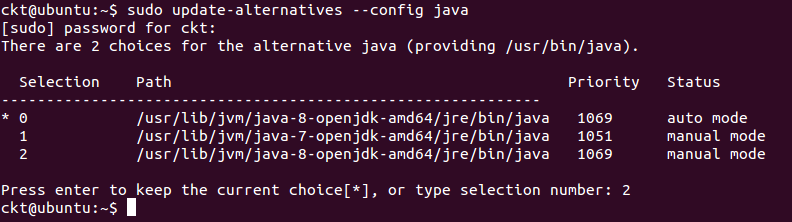 ckt@ubuntu:~$ sudo update-alternatives --config java
[sudo] password for ckt:
There are 2 choices for the alternative java (providing /usr/bin/java).
Selection Path Priority Status
------------------------------------------------------------
* 0 /usr/lib/jvm/java-8-openjdk-amd64/jre/bin/java 1069 auto mode
1 /usr/lib/jvm/java-7-openjdk-amd64/jre/bin/java 1051 manual mode
2 /usr/lib/jvm/java-8-openjdk-amd64/jre/bin/java 1069 manual mode
Press enter to keep the current choice[*], or type selection number: 2
ckt@ubuntu:~$